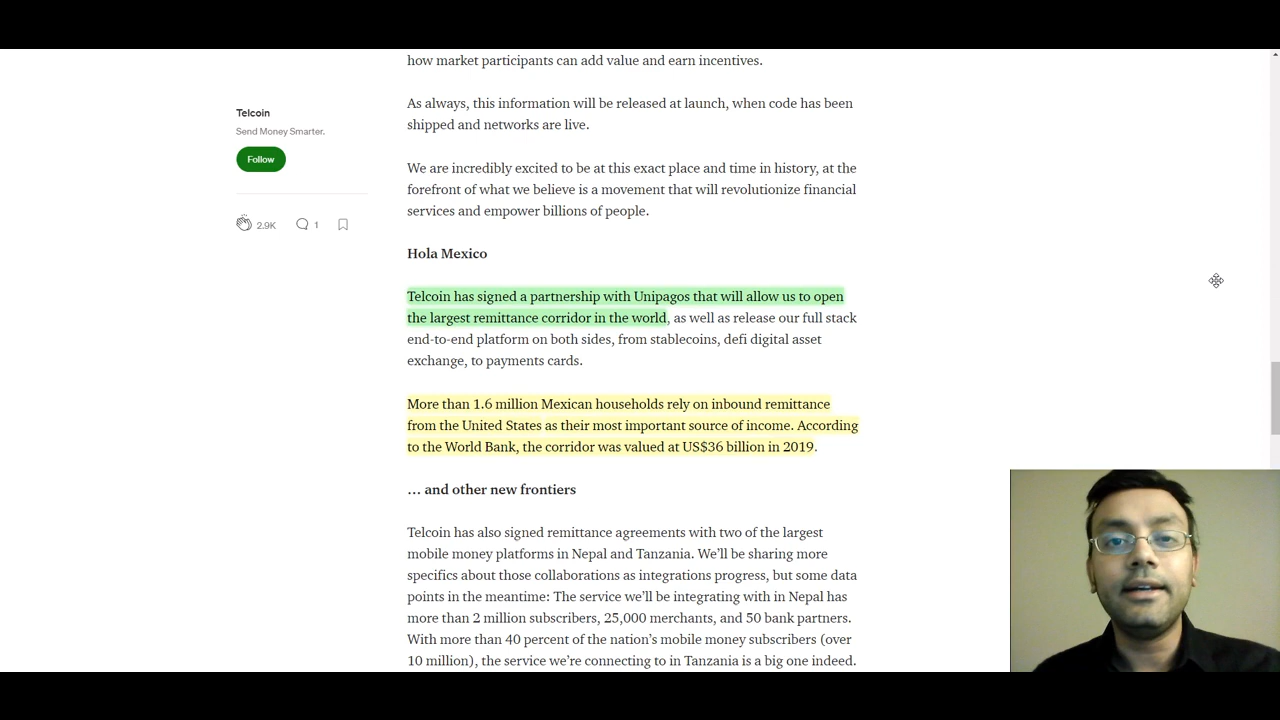 how market participants can add value and earn incentives.
Telcoin
Send Money Smarter.
Follow
2.9K
1
As always, this information will be released at launch, when code has been
shipped and networks are live.
We are incredibly excited to be at this exact place and time in history, at the
forefront of what we believe is a movement that will revolutionize financial
services and empower billions of people.
Hola Mexico
Telcoin has signed a partnership with Unipagos that will allow us to open
the largest remittance corridor in the world, as well as release our full stack
end-to-end platform on both sides, from stablecoins, defi digital asset
exchange, to payments cards.
More than 1.6 million Mexican households rely on inbound remittance
from the United States as their most important source of income. According
to the World Bank, the corridor was valued at US$36 billion in 2019.
… and other new frontiers
Telcoin has also signed remittance agreements with two of the largest
mobile money platforms in Nepal and Tanzania. We’ll be sharing more
specifics about those collaborations as integrations progress, but some data
points in the meantime: The service we’ll be integrating with in Nepal has
more than 2 million subscribers, 25,000 merchants, and 50 bank partners.
With more than 40 percent of the nation’s mobile money subscribers (over
10 million), the service we’re connecting to in Tanzania is a big one indeed.